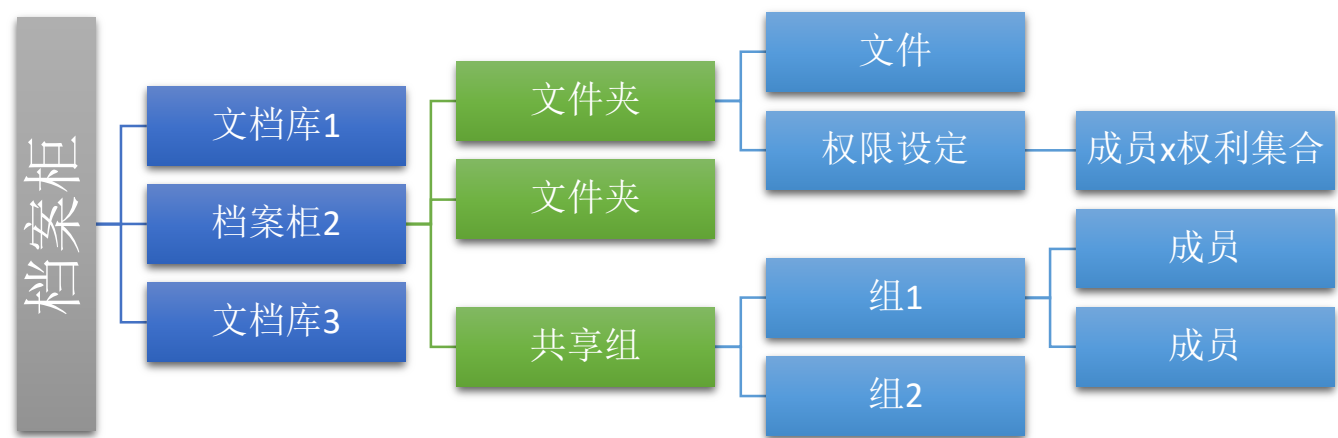 档案柜
文档库1
档案柜2
文档库3
文件夹
文件夹
共享组
文件
权限设定
组1
组2
成员x权利集合
成员
成员